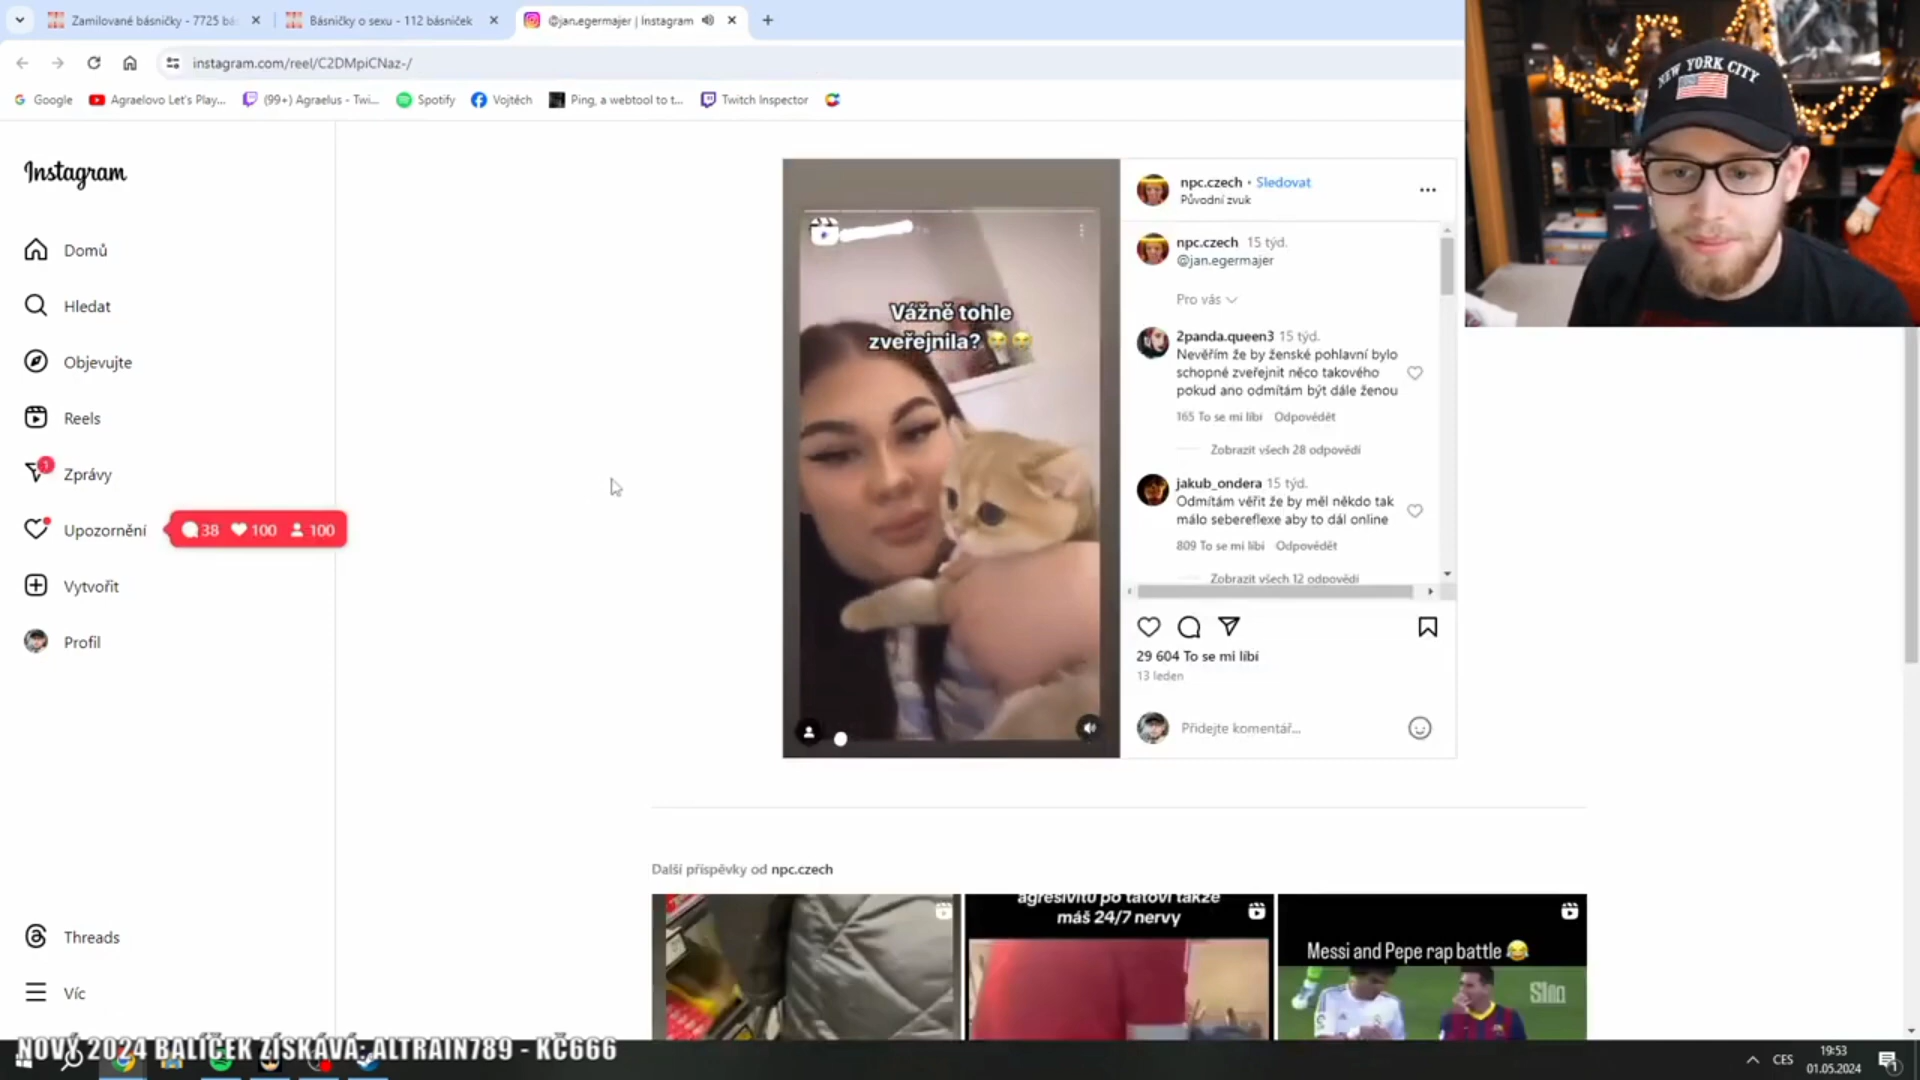 Zamilované básničky - 7725 bá
Básničky o sexu - 112 básniček
@jan.egermajer | Instagram
instagram.com/reel/C2DMpiCNaz-/
Google
Agraelovo Let's Play...
(99+) Agraelus - Twi...
Spotify
Vojtěch
Ping, a webtool to t...
Twitch Inspector
NEW YORK CITY
Instagram
Domů
Hledat
Objevujte
Reels
1
Zprávy
Upozornění
38 100 100
Vytvořit
Profil
Threads
Víc
Vážně tohle
zveřejnila?
npc.czech • Sledovat
Původní zvuk
npc.czech 15 týd.
@jan.egermajer
Pro vás
2panda.queen3 15 týd.
Nevěřím že by ženské pohlavní bylo
schopné zveřejnit něco takového
pokud ano odmítám být dále ženou
165 To se mi líbí Odpovědět
Zobrazit všech 28 odpovědí
jakub_ondera 15 týd.
Odmítám věřit že by měl někdo tak
málo sebereflexe aby to dál online
809 To se mi líbí Odpovědět
Zobrazit všech 12 odpovědí
29 604 To se mi líbí
13 leden
Přidejte komentář...
Další příspěvky od npc.czech
agresivitu po tátovi takže
máš 24/7 nervy
Messi and Pepe rap battle
NOVÝ 2024 BALÍČEK ZÍSKÁVÁ: ALTRAIN789 - KČ666
CES
19:53
01.05.2024
1